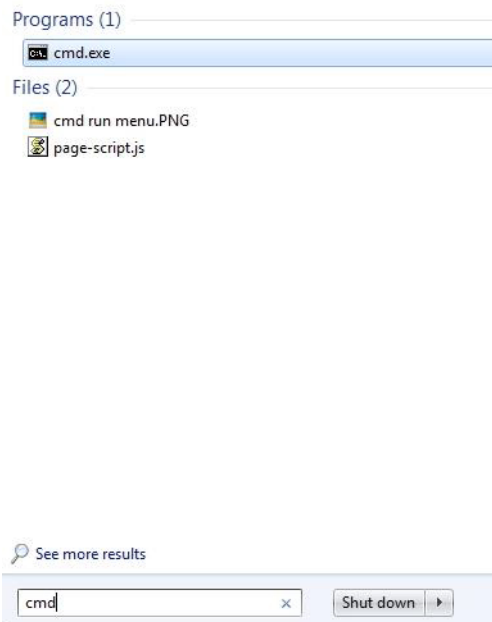 Programs (1)
cmd.exe
Files (2)
cmd run menu.PNG
page-script.js
See more results
cmd
Shut down